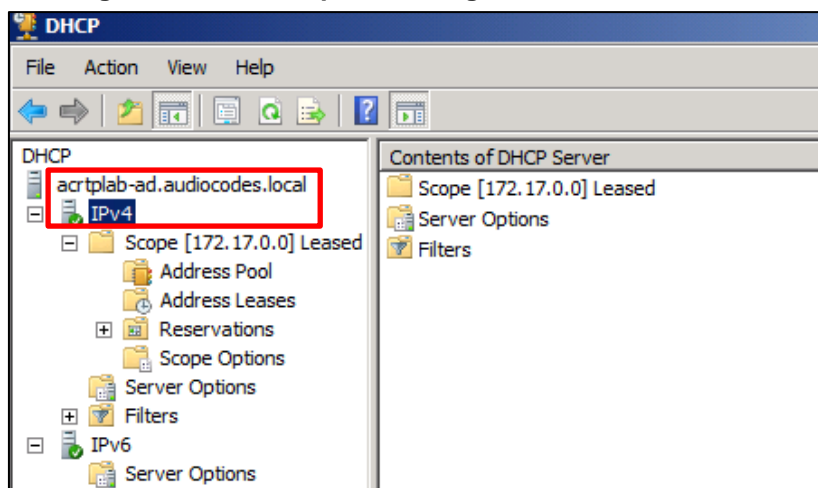 DHCP
File Action View Help
DHCP
acrtplab-ad.audiocodes.local
IPv4
Scope [172.17.0.0] Leased
Address Pool
Address Leases
Reservations
Scope Options
Server Options
Filters
IPv6
Server Options
Contents of DHCP Server
Scope [172.17.0.0] Leased
Server Options
Filters